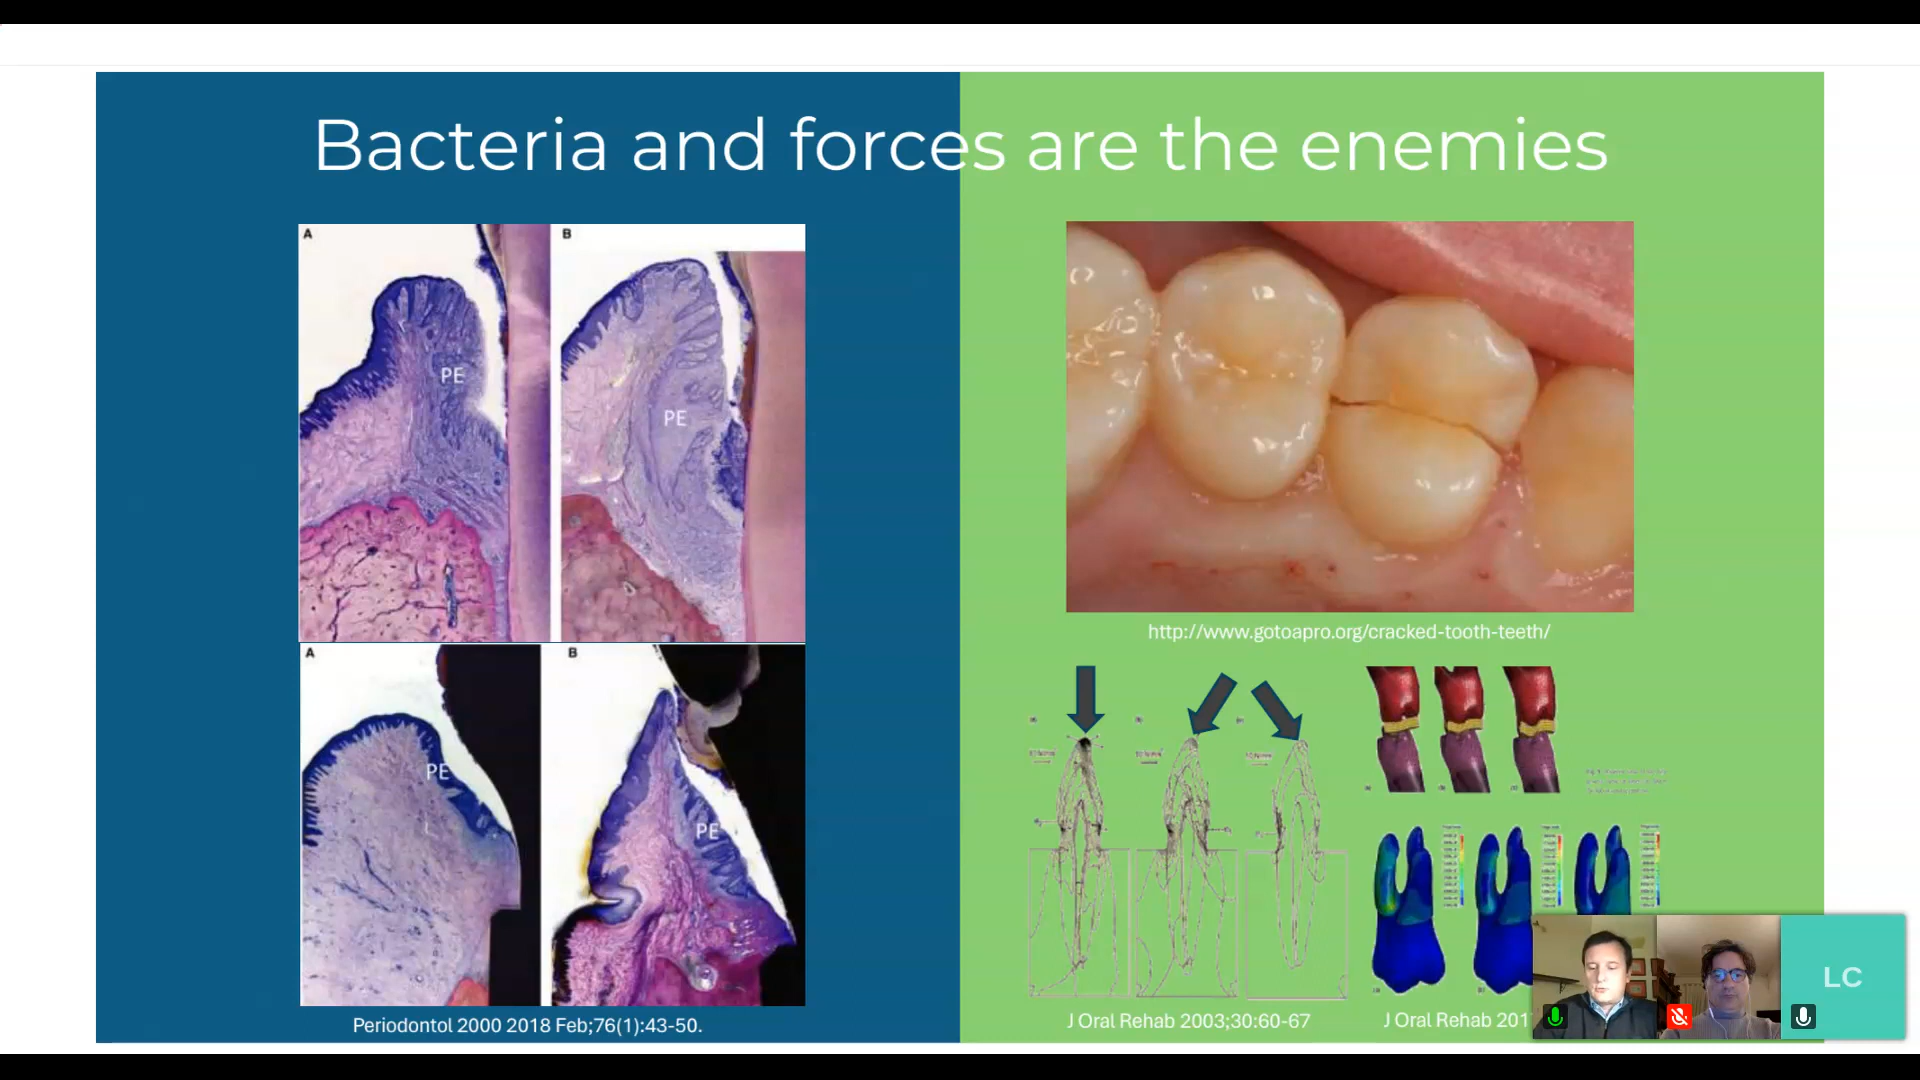 Bacteria and forces are the enemies
A
B
PE
PE
A
B
PE
PE
Periodontol 2000 2018 Feb;76(1):43-50.
http://www.gotoapro.org/cracked-tooth-teeth/
J Oral Rehab 2003;30:60-67
J Oral Rehab
LC